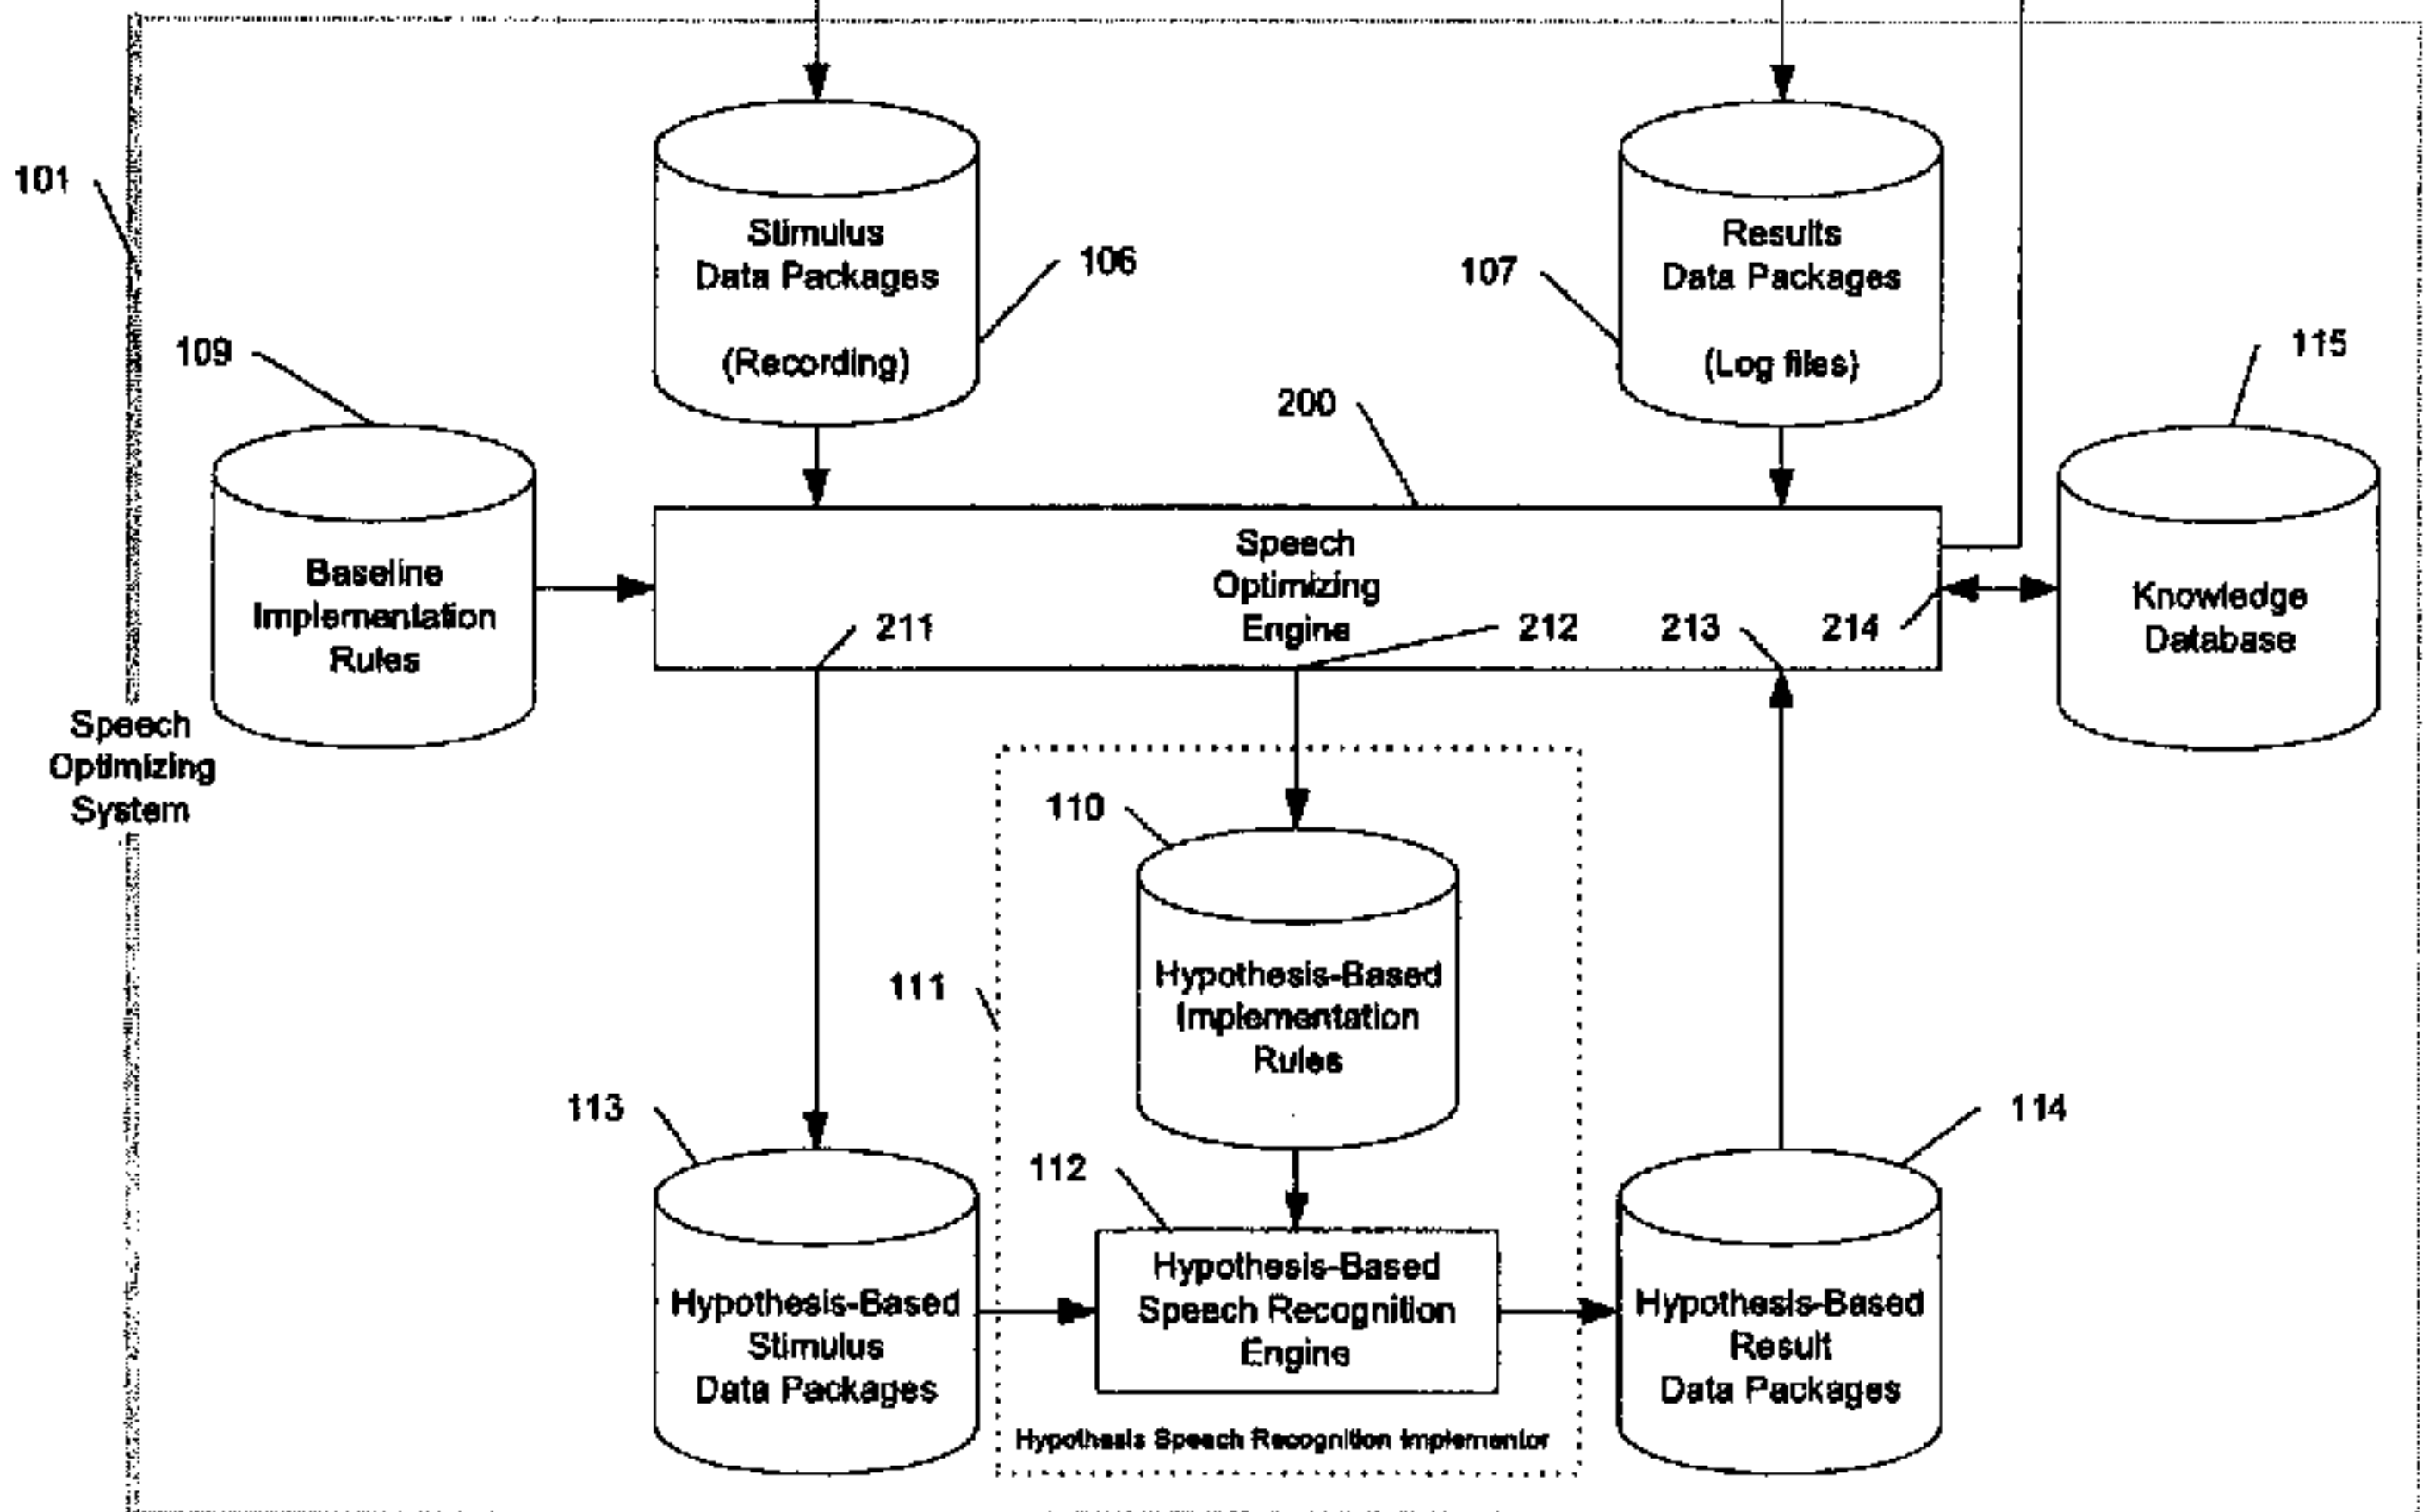 101
Stimulus
Data Packages
(Recording)
106
Results
Data Packages
(Log files)
107
109
200
115
Baseline
Implementation
Rules
Speech
Optimizing
Engine
211
212
213
214
Knowledge
Database
Speech
Optimizing
System
110
Hypothesis-Based
Implementation
Rules
111
113
112
114
Hypothesis-Based
Stimulus
Data Packages
Hypothesis-Based
Speech Recognition
Engine
Hypothesis-Based
Result
Data Packages
Hypothesis Speech Recognition Implementor